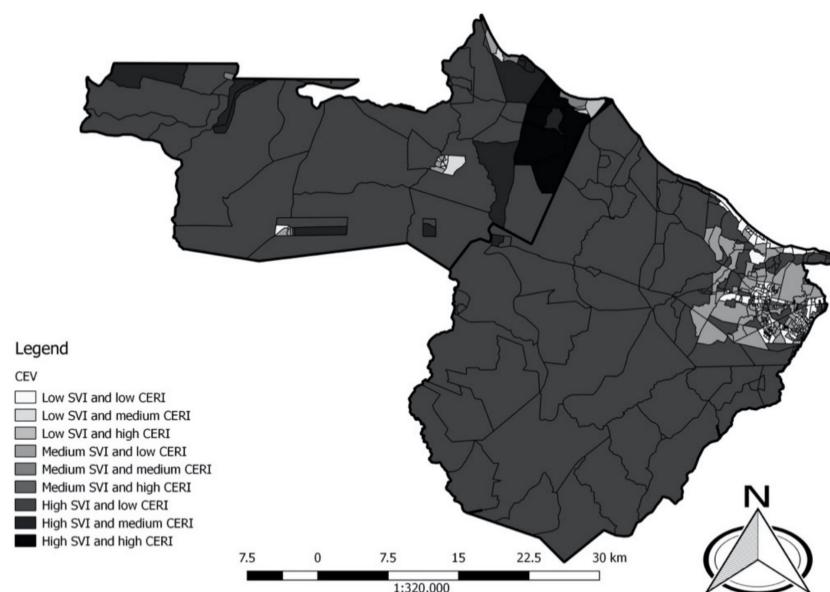 Legend
CEV
Low SVI and low CERI
Low SVI and medium CERI
Low SVI and high CERI
Medium SVI and low CERI
Medium SVI and medium CERI
Medium SVI and high CERI
High SVI and low CERI
High SVI and medium CERI
High SVI and high CERI
7.5 0 7.5 15 22.5 30 km
1:320.000
N